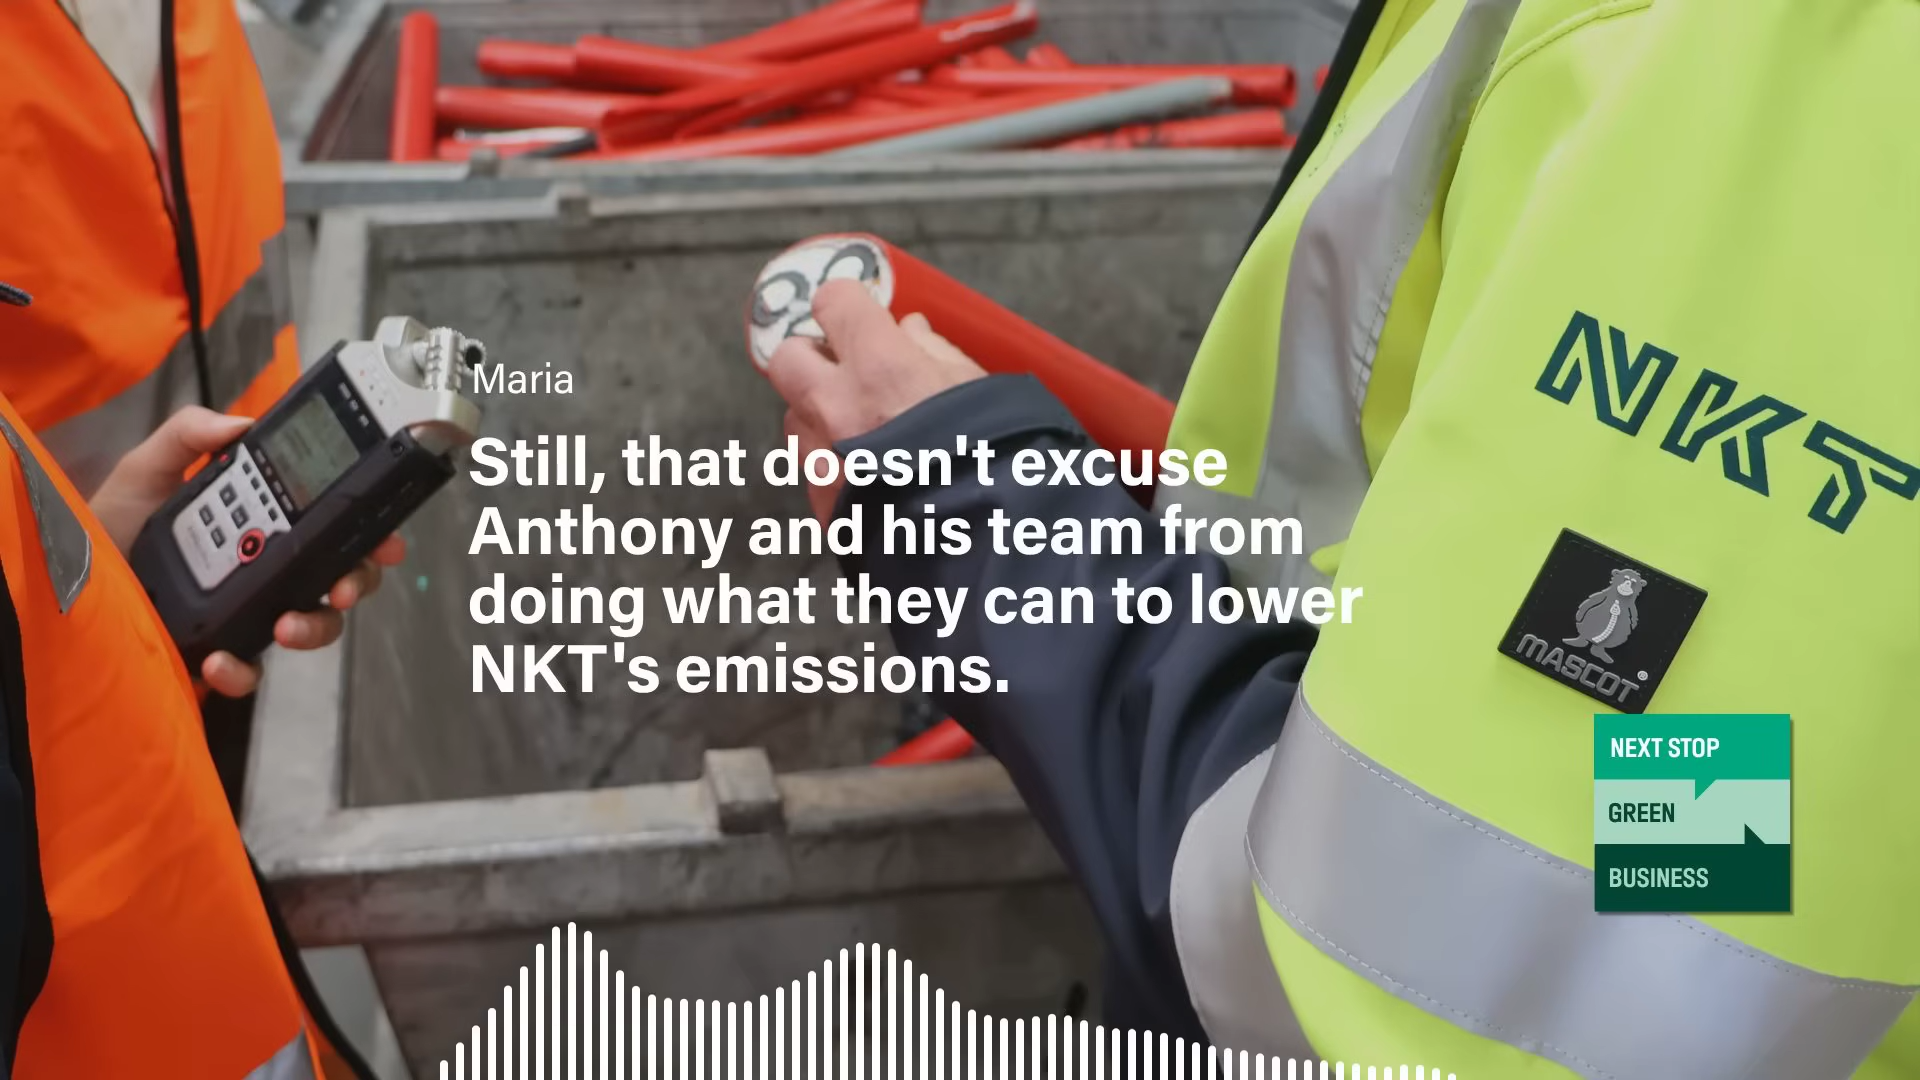 Maria
Still, that doesn't excuse
Anthony and his team from
doing what they can to lower
NKT's emissions.
NKT
MASCOT®
NEXT STOP
GREEN
BUSINESS